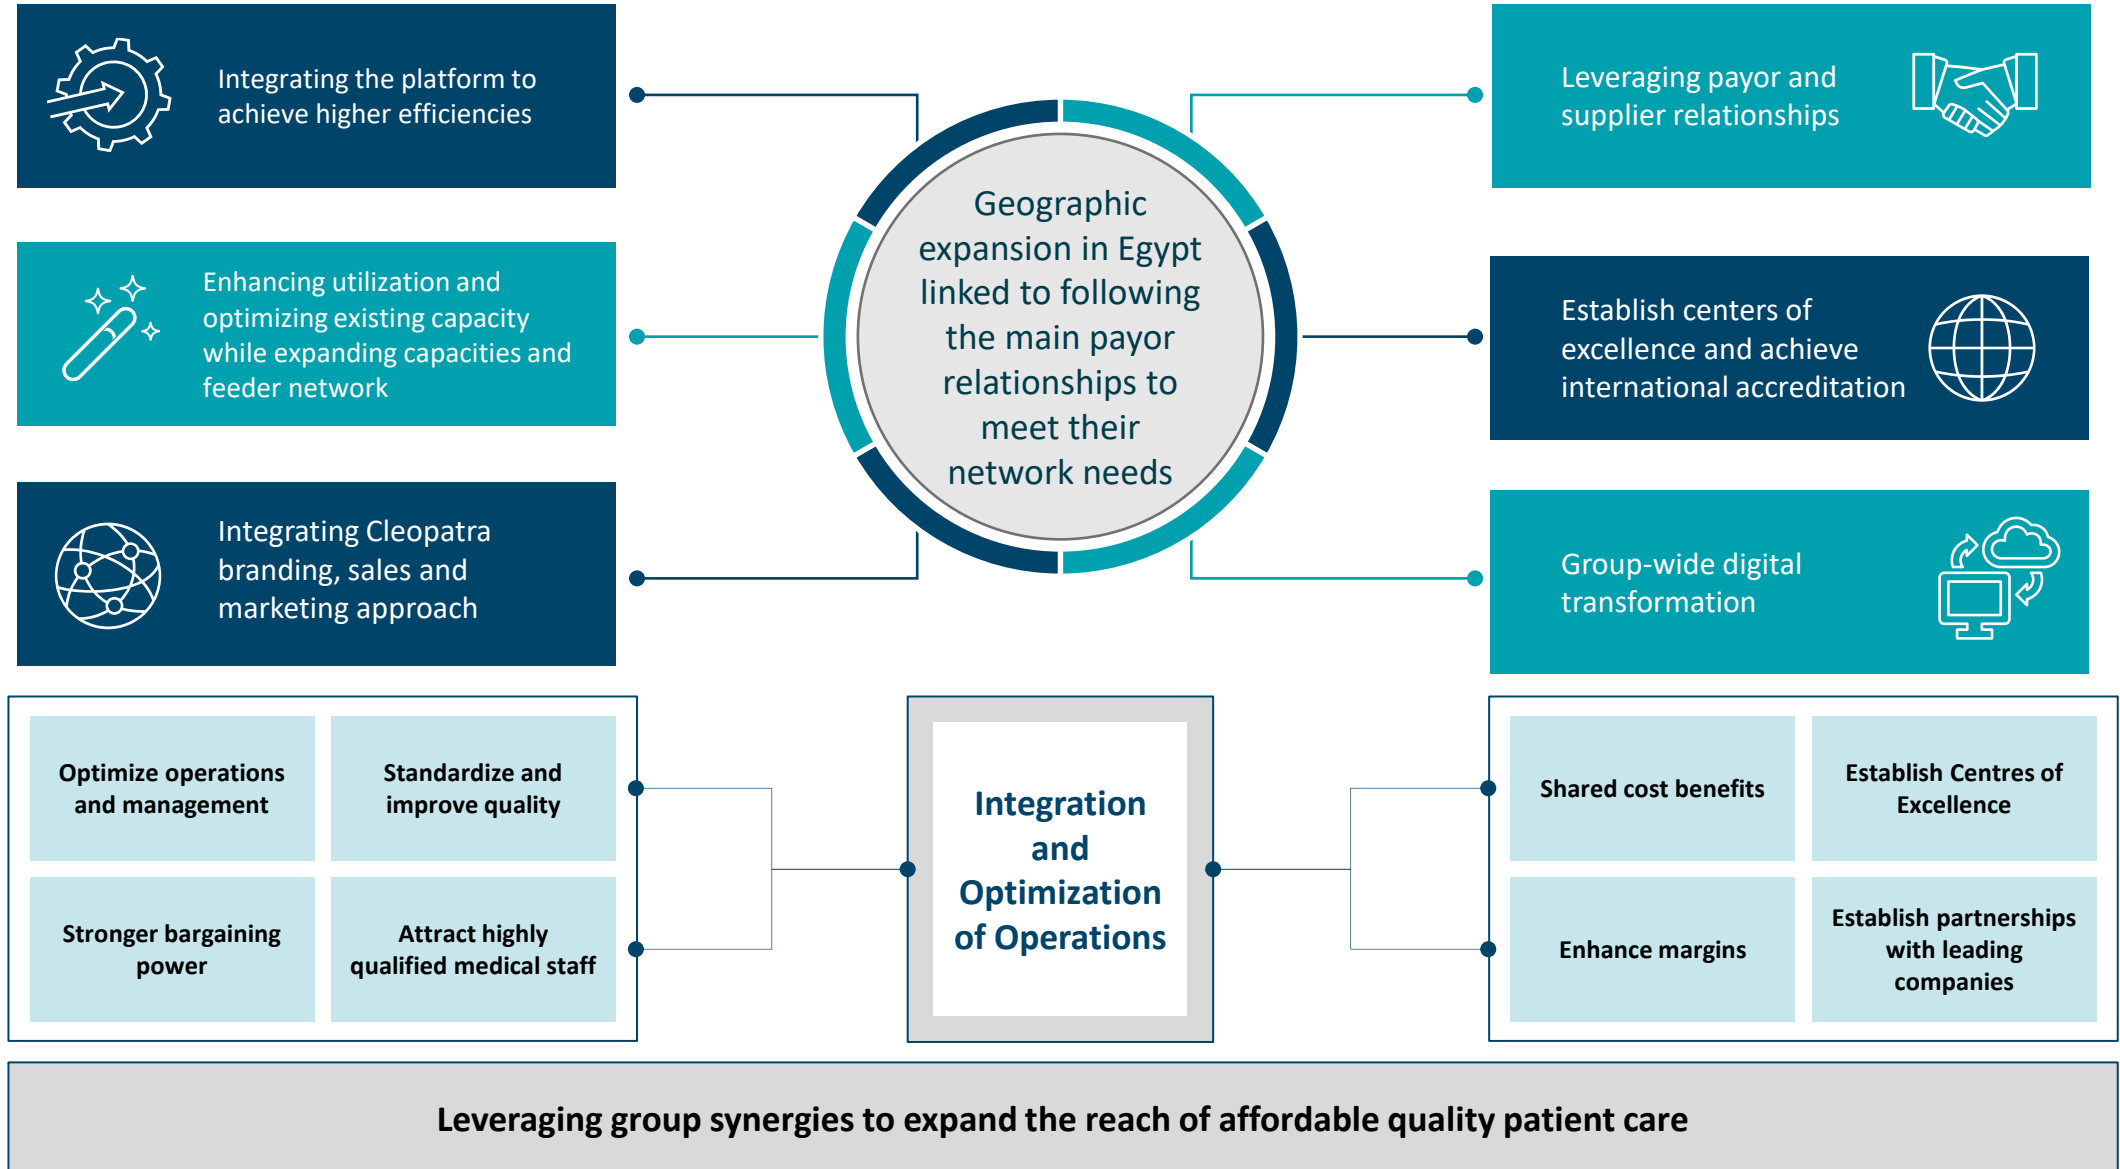 Integrating the platform to
achieve higher efficiencies
Enhancing utilization and
optimizing existing capacity
while expanding capacities and
feeder network
Integrating Cleopatra
branding, sales and
marketing approach
Geographic
expansion in Egypt
linked to following
the main payor
relationships to
meet their
network needs
Leveraging payor and
supplier relationships
Establish centers of
excellence and achieve
international accreditation
Group-wide digital
transformation
Optimize operations
and management
Standardize and
improve quality
Stronger bargaining
power
Attract highly
qualified medical staff
Integration
and
Optimization
of Operations
Shared cost benefits
Establish Centres of
Excellence
Enhance margins
Establish partnerships
with leading
companies
Leveraging group synergies to expand the reach of affordable quality patient care